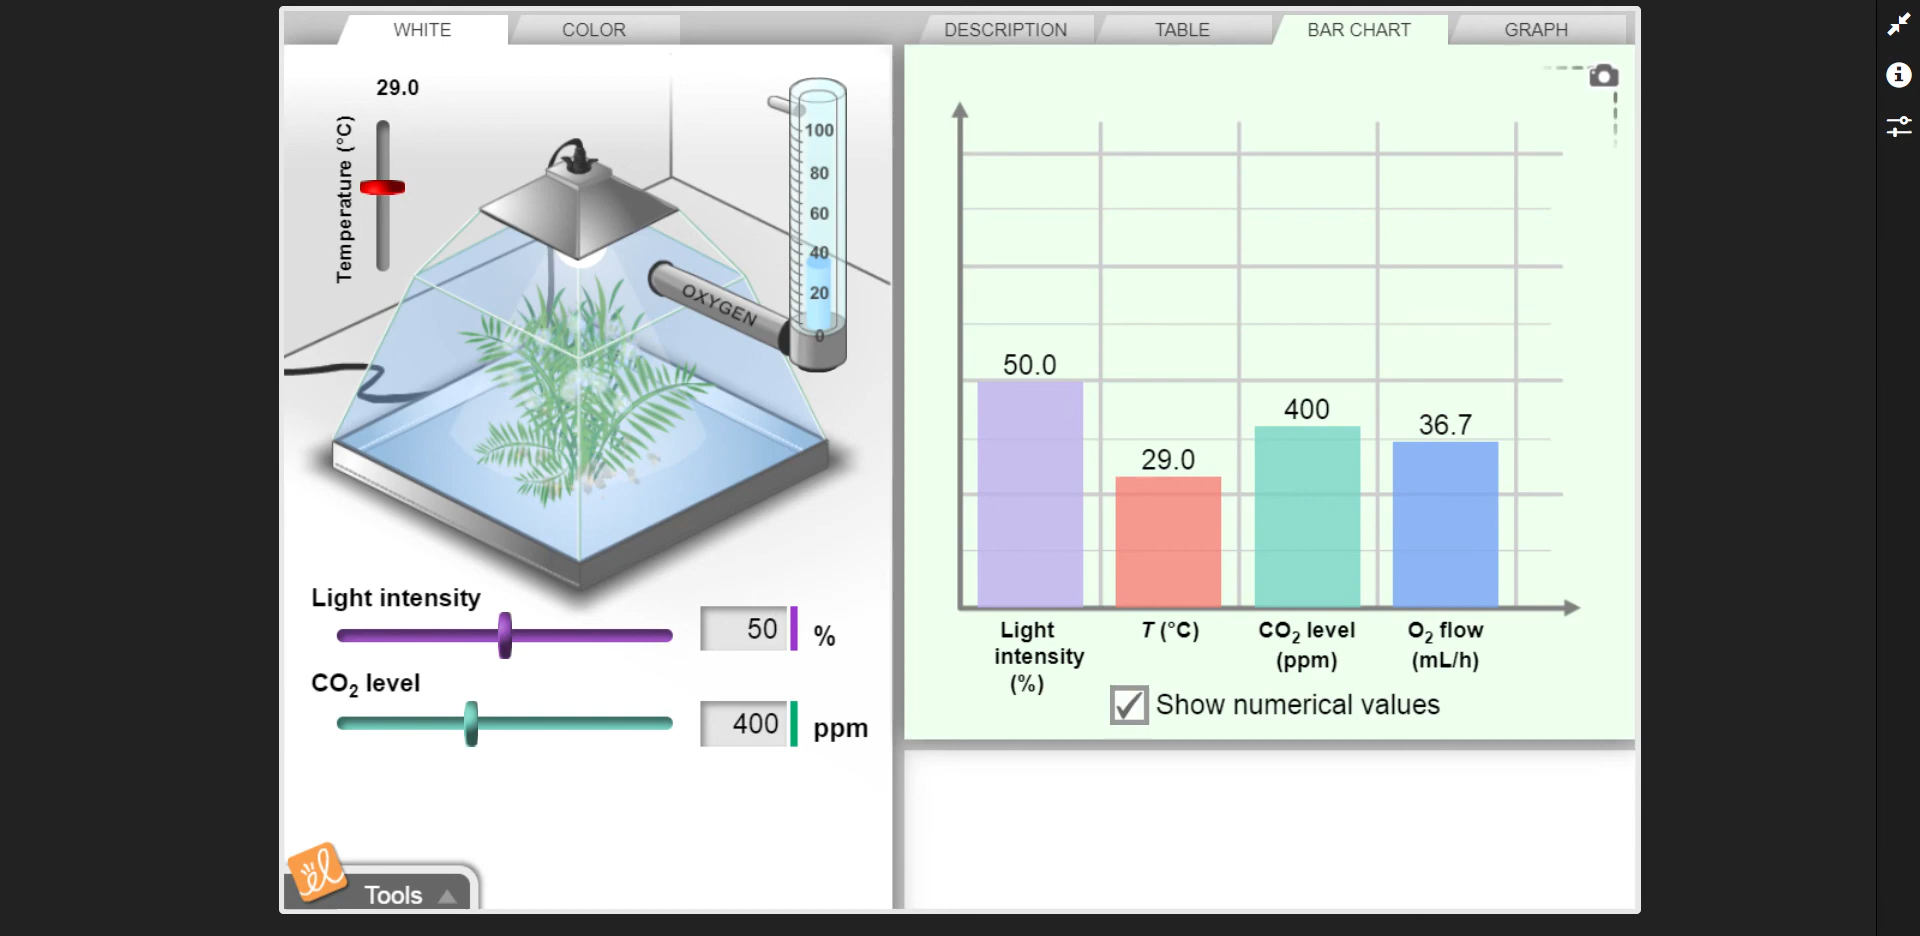 WHITE
COLOR
DESCRIPTION
TABLE
BAR CHART
GRAPH
29.0
Temperature (°C)
100
80
60
40
20
0
OXYGEN
Light intensity
50
%
CO₂ level
400
ppm
Tools
50.0
29.0
400
36.7
Light
intensity
(%)
T (°C)
CO₂ level
(ppm)
O₂ flow
(mL/h)
Show numerical values